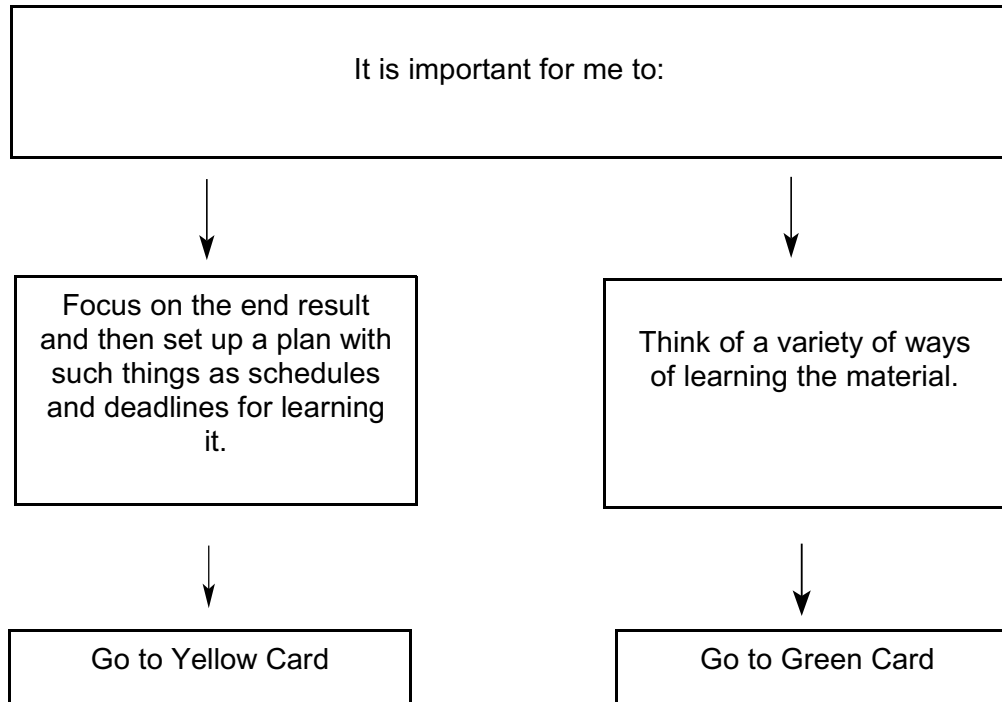 It is important for me to:
Focus on the end result
and then set up a plan with
such things as schedules
and deadlines for learning
it.
Think of a variety of ways
of learning the material.
Go to Yellow Card
Go to Green Card